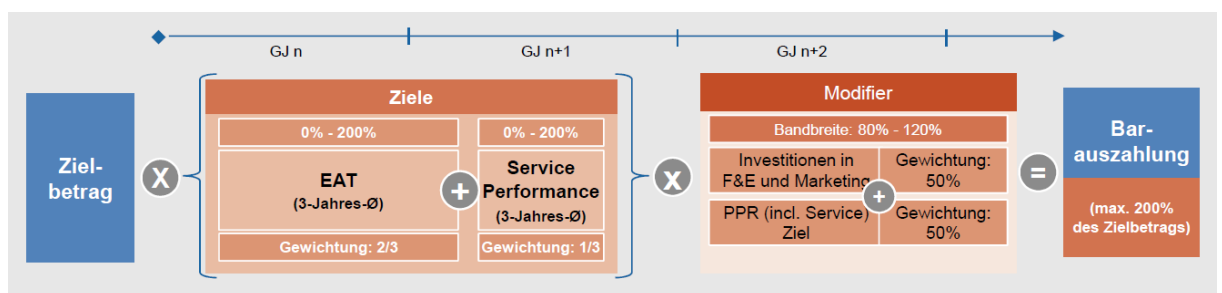 GJ n
GJ n+1
GJ n+2
Ziel-
betrag
X
Ziele
0% - 200%
EAT
(3-Jahres-Ø)
Gewichtung: 2/3
+
0% - 200%
Service
Performance
(3-Jahres-Ø)
Gewichtung: 1/3
x
Modifier
Bandbreite: 80% - 120%
Investitionen in
F&E und Marketing
Gewichtung:
50%
+
PPR (incl. Service)
Ziel
Gewichtung:
50%
=
Bar-
auszahlung
(max. 200%
des Zielbetrags)